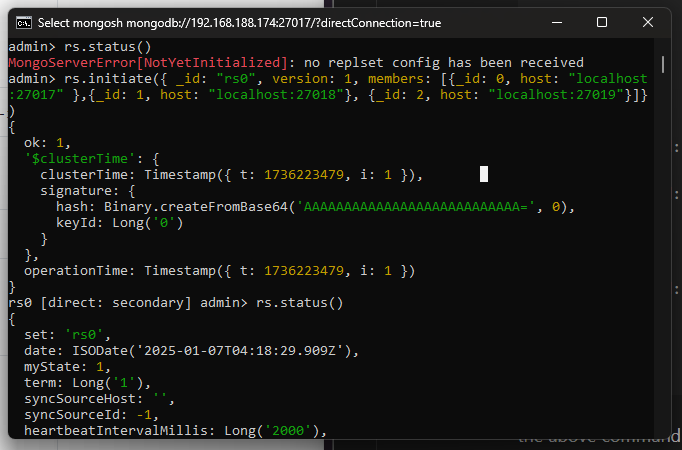 Select mongosh mongodb://192.168.188.174:27017/?directConnection=true
admin> rs.status()
MongoServerError[NotYetInitialized]: no replset config has been received
admin> rs.initiate({ _id: "rs0", version: 1, members: [{_id: 0, host: "localhost
:27017" },{_id: 1, host: "localhost:27018"}, {_id: 2, host: "localhost:27019"}]}
)
{
  ok: 1,
  '$clusterTime': {
    clusterTime: Timestamp({ t: 1736223479, i: 1 }),
    signature: {
      hash: Binary.createFromBase64('AAAAAAAAAAAAAAAAAAAAAAAAAAA=', 0),
      keyId: Long('0')
    }
  },
  operationTime: Timestamp({ t: 1736223479, i: 1 })
}
rs0 [direct: secondary] admin> rs.status()
{
  set: 'rs0',
  date: ISODate('2025-01-07T04:18:29.909Z'),
  myState: 1,
  term: Long('1'),
  syncSourceHost: '',
  syncSourceId: -1,
  heartbeatIntervalMillis: Long('2000'),
the above command